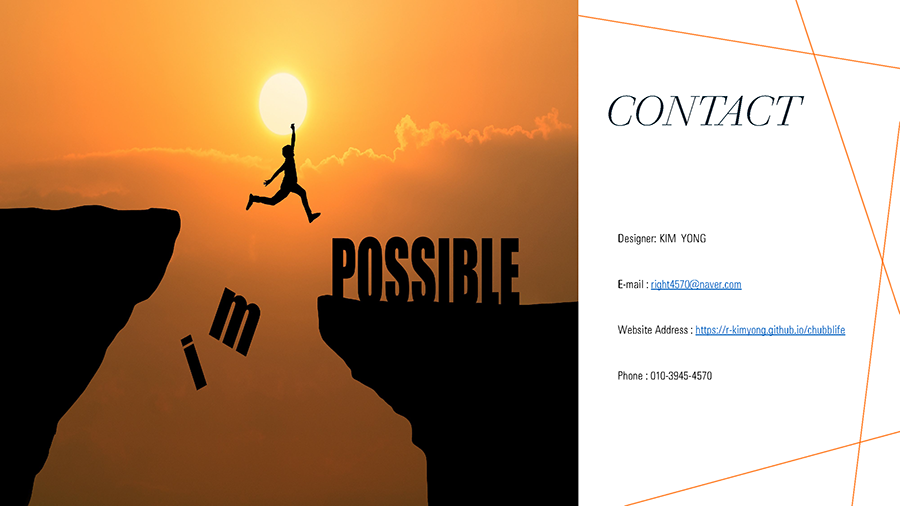 im
POSSIBLE
CONTACT
Designer: KIM YONG
E-mail : right4570@naver.com
Website Address : https://r-kimyong.github.io/chubblife
Phone : 010-3945-4570